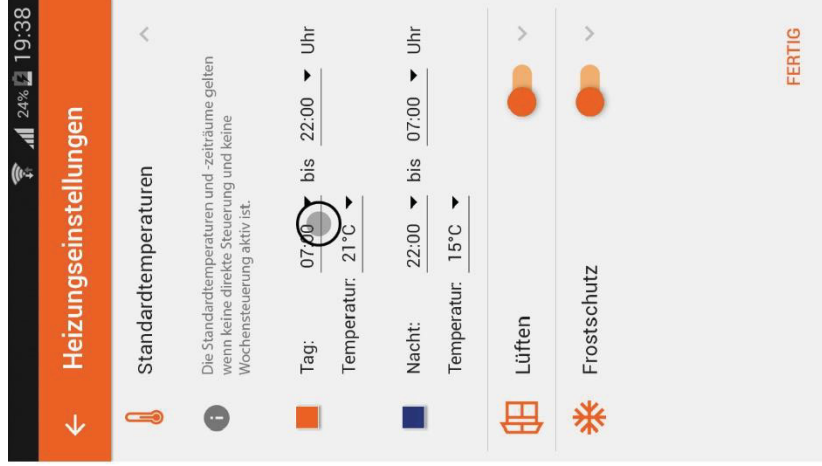 24% 19:38
Heizungseinstellungen
Standardtemperaturen
Die Standardtemperaturen und -zeiträume gelten
wenn keine direkte Steuerung und keine
Wochensteuerung aktiv ist.
Tag: 07:00 bis 22:00 Uhr
Temperatur: 21°C
Nacht: 22:00 bis 07:00 Uhr
Temperatur: 15°C
Lüften
Frostschutz
FERTIG